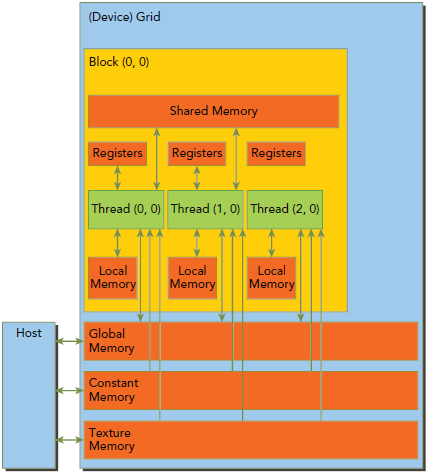 (Device) Grid
Block (0, 0)
Shared Memory
Registers
Registers
Registers
Thread (0, 0)
Thread (1, 0)
Thread (2, 0)
Local
Memory
Local
Memory
Local
Memory
Host
Global
Memory
Constant
Memory
Texture
Memory